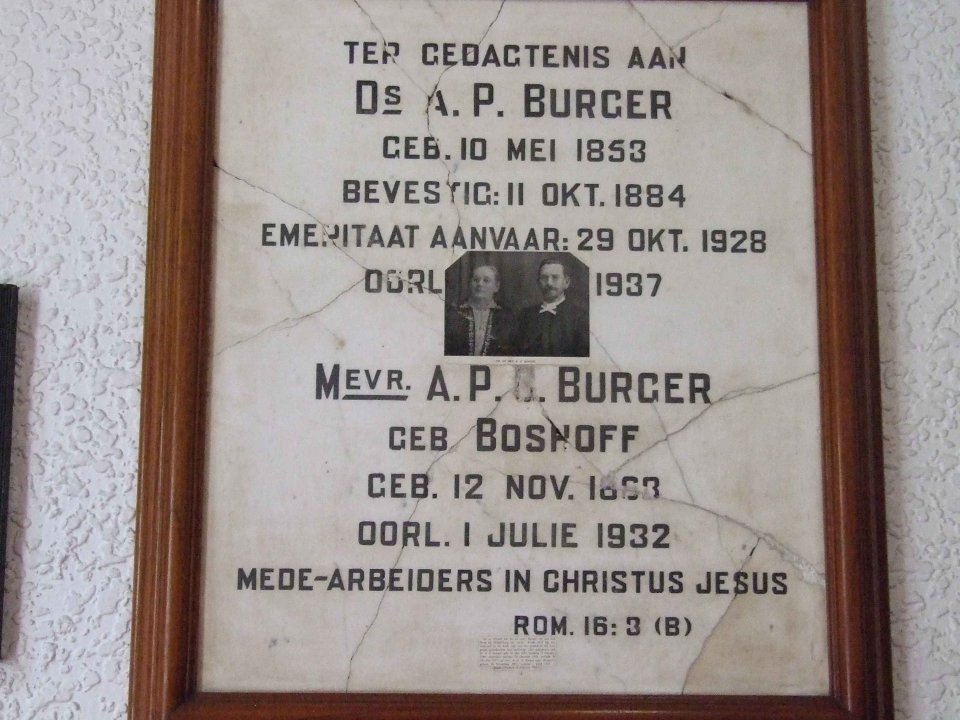 TER GEDAGTENIS AAN
DS A. P. BURGER
GEB. 10 MEI 1853
BEVESTIG: 11 OKT. 1884
EMERITAAT AANVAAR: 29 OKT. 1928
OORL 1937
MEVR. A. P. BURGER
GEB BOSHOFF
GEB. 12 NOV.
OORL. 1 JULIE 1932
MEDE-ARBEIDERS IN CHRISTUS JESUS
ROM. 16: 3 (B)